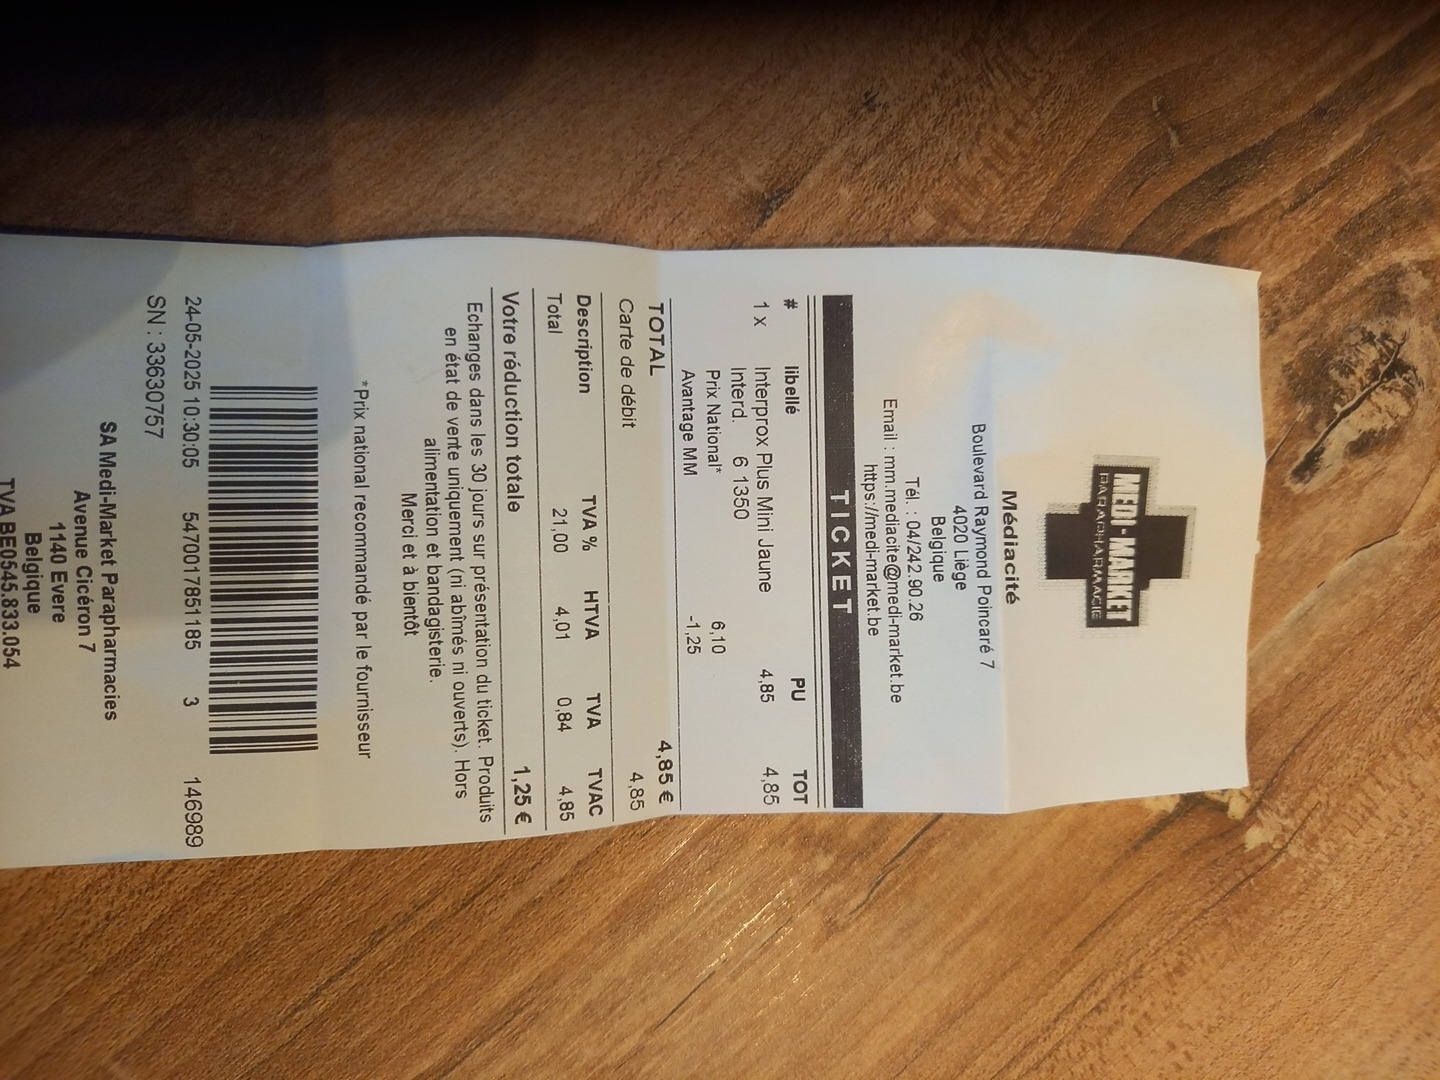 MEDI-MARKET
PARAPHARMACIE
Médiacité
Boulevard Raymond Poincaré 7
4020 Liège
Belgique
Tél. : 04/242.90.26
Email : mm.mediacite@medi-market.be
https://medi-market.be
TICKET
# libellé PU TOT
1 x Interprox Plus Mini Jaune 4,85 4,85
Interd. 6 1350
Prix National* 6,10
Avantage MM -1,25
TOTAL 4,85 €
Carte de débit 4,85
Description TVA % HTVA TVA TVAC
Total 21,00 4,01 0,84 4,85
Votre réduction totale 1,25 €
Echanges dans les 30 jours sur présentation du ticket. Produits
en état de vente uniquement (ni abîmés ni ouverts). Hors
alimentation et bandagisterie.
Merci et à bientôt
*Prix national recommandé par le fournisseur
24-05-2025 10:30:05 5470017851185 3 146989
SN : 33630757
SA Medi-Market Parapharmacies
Avenue Cicéron 7
1140 Evere
Belgique
TVA BE0545.833.054